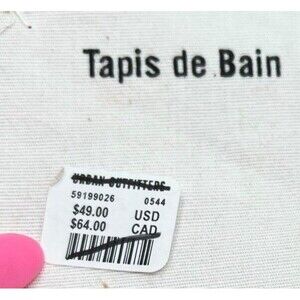 Tapis de Bain
URBAN OUTFITTERS
59199026 0544
$49.00 USD
$64.00 CAD